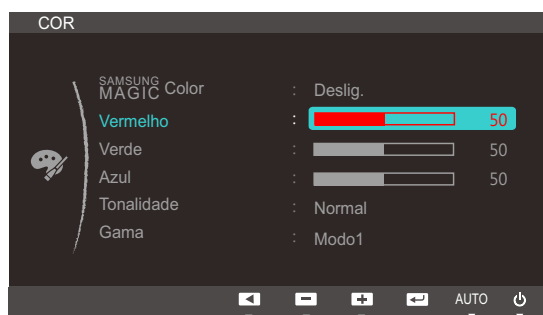 COR
SAMSUNG MAGIC Color : Deslig.
Vermelho : 50
Verde : 50
Azul : 50
Tonalidade : Normal
Gama : Modo1
AUTO